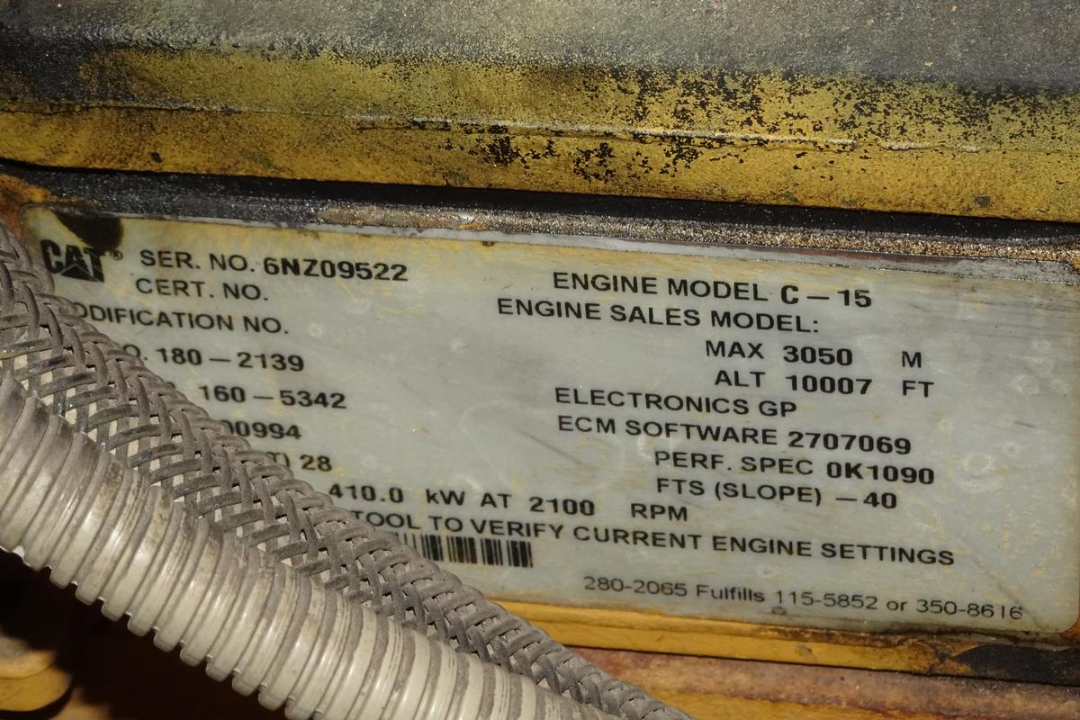 CAT® SER. NO. 6NZ09522
ENGINE MODEL C-15
CERT. NO.
ENGINE SALES MODEL:
ODIFICATION NO.
MAX 3050 M
O. 180-2139
ALT 10007 FT
160-5342
ELECTRONICS GP
00994
ECM SOFTWARE 2707069
T) 28
PERF. SPEC 0K1090
FTS (SLOPE) -40
410.0 kW AT 2100 RPM
TOOL TO VERIFY CURRENT ENGINE SETTINGS
280-2065 Fulfills 115-5852 or 350-8616